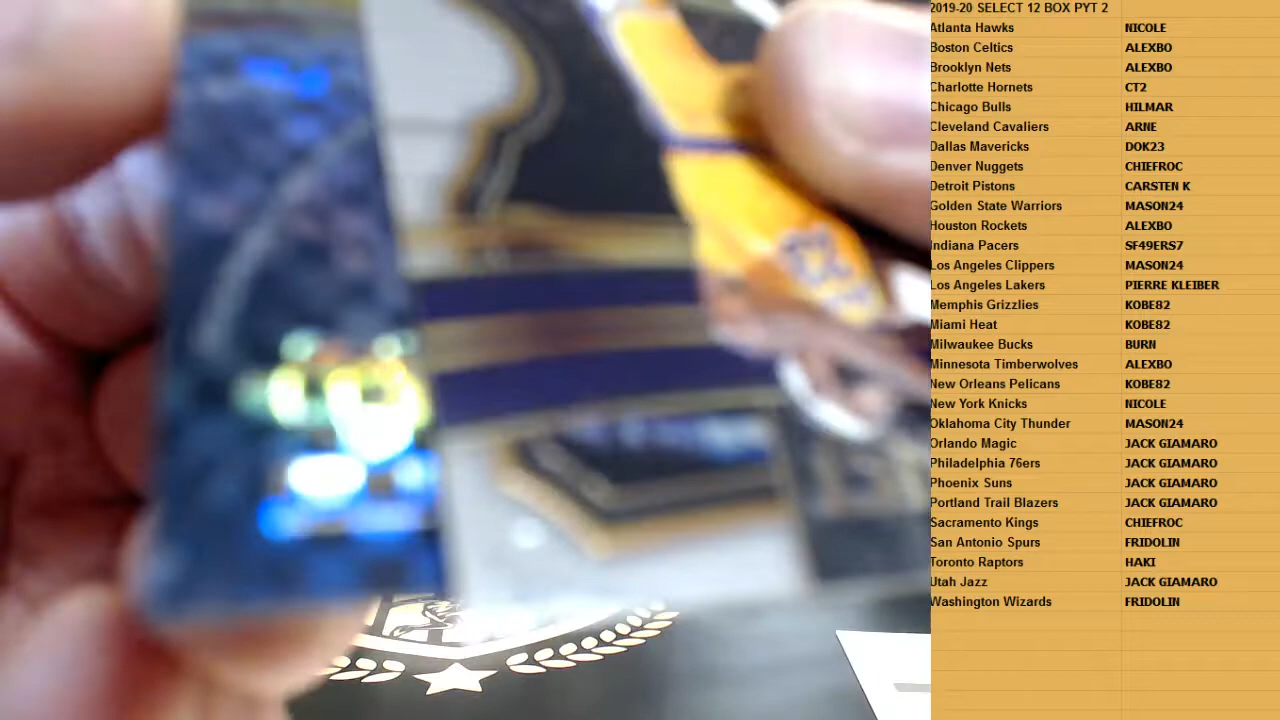 2019-20 SELECT 12 BOX PYT 2
Atlanta Hawks NICOLE
Boston Celtics ALEXBO
Brooklyn Nets ALEXBO
Charlotte Hornets CT2
Chicago Bulls HILMAR
Cleveland Cavaliers ARNE
Dallas Mavericks DOK23
Denver Nuggets CHIEFROC
Detroit Pistons CARSTEN K
Golden State Warriors MASON24
Houston Rockets ALEXBO
Indiana Pacers SF49ERS7
Los Angeles Clippers MASON24
Los Angeles Lakers PIERRE KLEIBER
Memphis Grizzlies KOBE82
Miami Heat KOBE82
Milwaukee Bucks BURN
Minnesota Timberwolves ALEXBO
New Orleans Pelicans KOBE82
New York Knicks NICOLE
Oklahoma City Thunder MASON24
Orlando Magic JACK GIAMARO
Philadelphia 76ers JACK GIAMARO
Phoenix Suns JACK GIAMARO
Portland Trail Blazers JACK GIAMARO
Sacramento Kings CHIEFROC
San Antonio Spurs FRIDOLIN
Toronto Raptors HAKI
Utah Jazz JACK GIAMARO
Washington Wizards FRIDOLIN